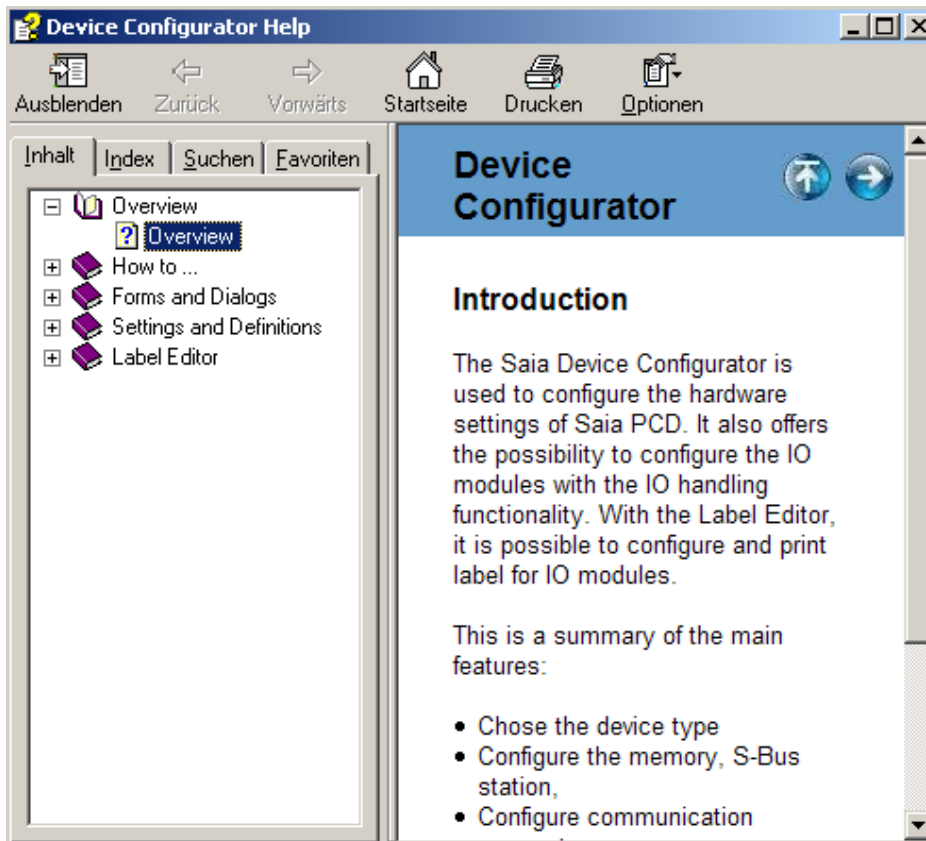 Device Configurator Help
Ausblenden Zurück Vorwärts Startseite Drucken Optionen
Inhalt Index Suchen Favoriten
Overview
Overview
How to ...
Forms and Dialogs
Settings and Definitions
Label Editor
Device
Configurator
Introduction
The Saia Device Configurator is
used to configure the hardware
settings of Saia PCD. It also offers
the possibility to configure the IO
modules with the IO handling
functionality. With the Label Editor,
it is possible to configure and print
label for IO modules.
This is a summary of the main
features:
• Chose the device type
• Configure the memory, S-Bus
station,
• Configure communication